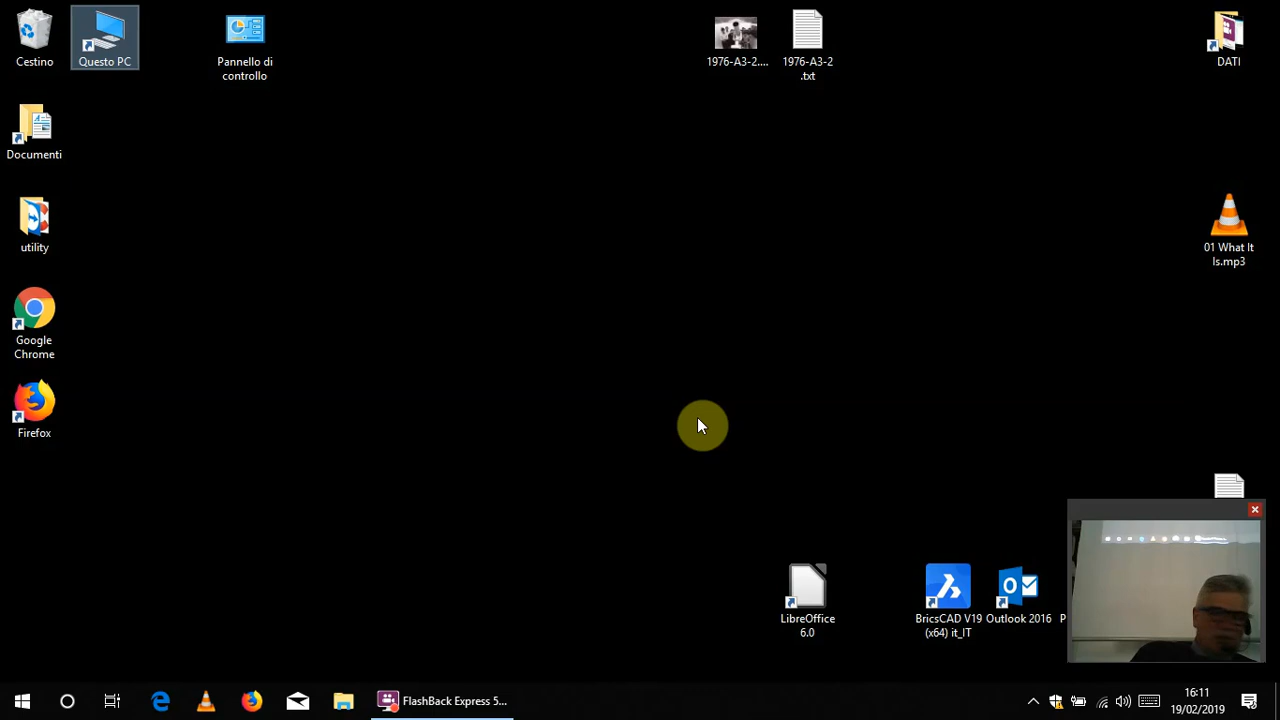 Cestino
Questo PC
Pannello di
controllo
1976-A3-2....
1976-A3-2
.txt
DATI
Documenti
utility
01 What It
Is.mp3
Google
Chrome
Firefox
LibreOffice
6.0
BricsCAD V19
(x64) it_IT
Outlook 2016
P
FlashBack Express 5...
16:11
19/02/2019